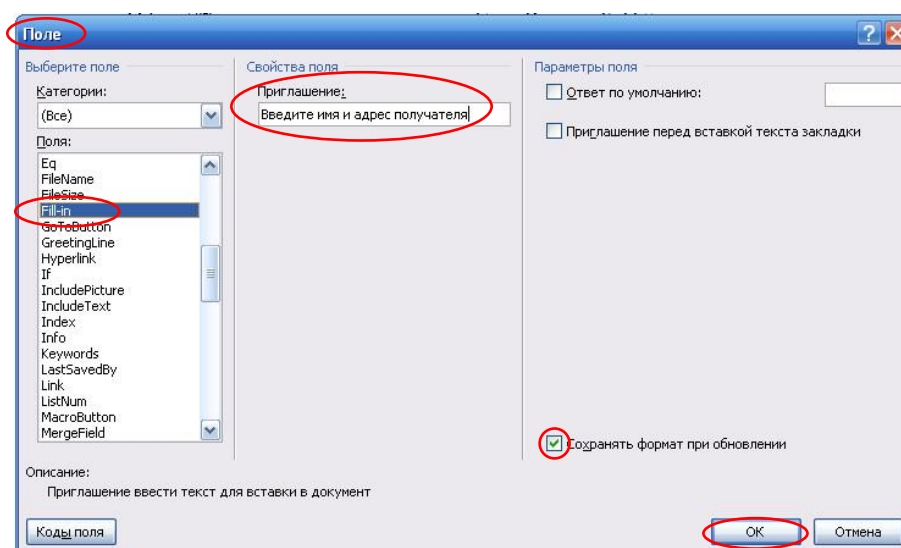 Поле
Выберите поле
Категории:
(Все)
Поля:
Eq
FileName
FileSize
Fill-in
GoToButton
GreetingLine
Hyperlink
If
IncludePicture
IncludeText
Index
Info
Keywords
LastSavedBy
Link
ListNum
MacroButton
MergeField
Свойства поля
Приглашение:
Введите имя и адрес получателя
Параметры поля
Ответ по умолчанию:
Приглашение перед вставкой текста закладки
Сохранять формат при обновлении
Описание:
Приглашение ввести текст для вставки в документ
Коды поля
ОК
Отмена